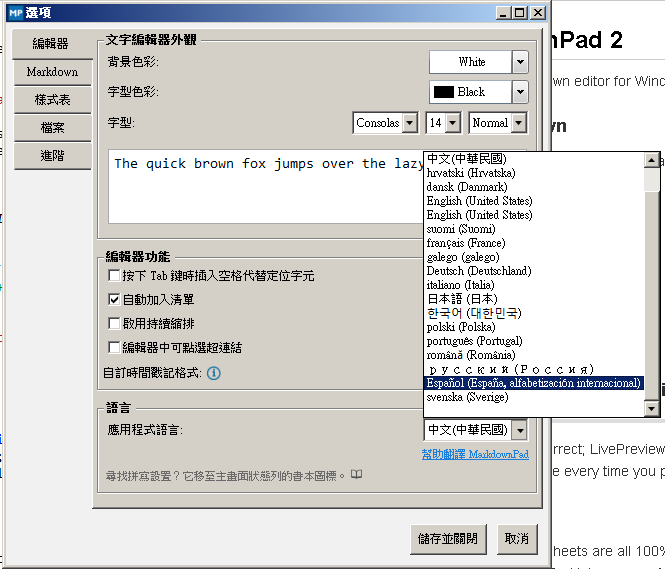 MP 選項
編輯器
Markdown
樣式表
檔案
進階
文字編輯器外觀
背景色彩:
White
字型色彩:
Black
字型:
Consolas
14
Normal
The quick brown fox jumps over the lazy
編輯器功能
按下 Tab 鍵時插入空格代替定位字元
自動加入清單
啟用持續縮排
編輯器中可點選超連結
自訂時間戳記格式:
語言
應用程式語言:
中文(中華民國)
幫助翻譯 MarkdownPad
尋找拼寫設置？它移至主畫面狀態列的書本圖標。
儲存並關閉
取消
中文(中華民國)
hrvatski (Hrvatska)
dansk (Danmark)
English (United States)
English (United States)
suomi (Suomi)
français (France)
galego (galego)
Deutsch (Deutschland)
italiano (Italia)
日本語 (日本)
한국어 (대한민국)
polski (Polska)
português (Portugal)
română (România)
русский (Россия)
Español (España, alfabetización internacional)
svenska (Sverige)
nPad 2
wn editor for Wind
wn
rrect; LivePreview
e every time you p
heets are all 100%